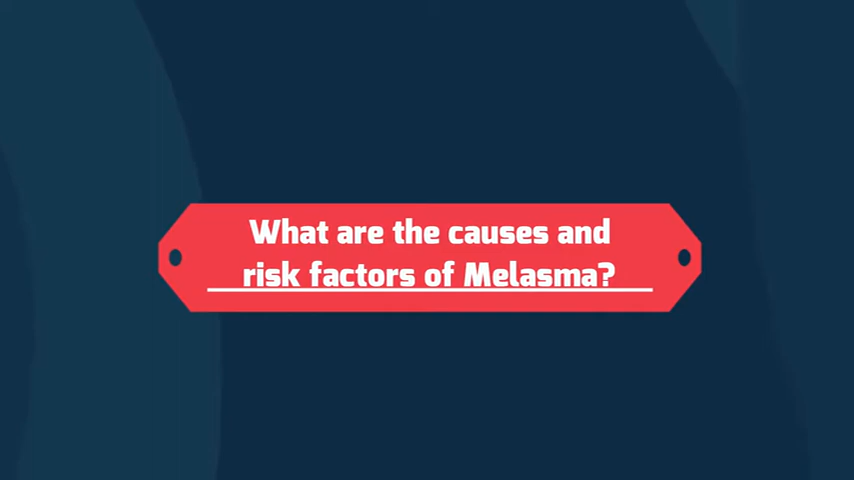 What are the causes and
risk factors of Melasma?